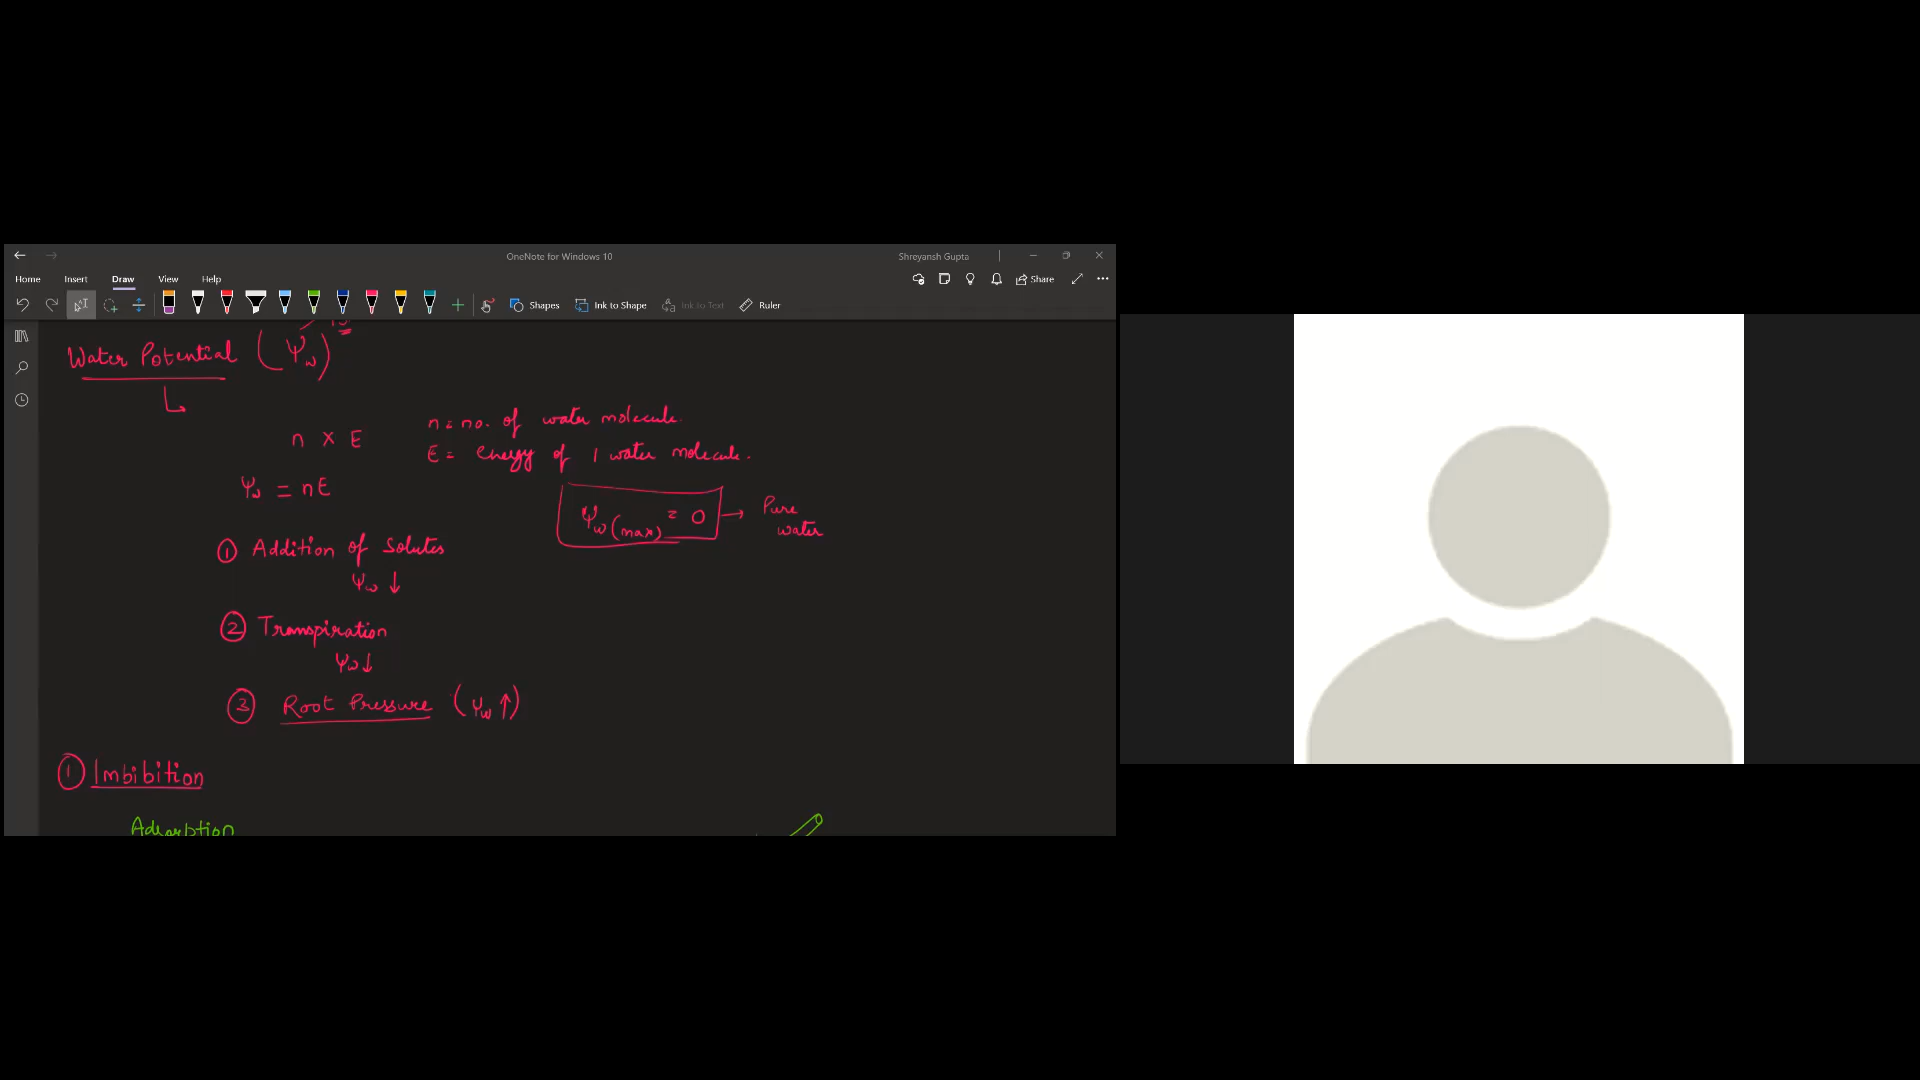 OneNote for Windows 10
Shreyansh Gupta
Home Insert Draw View Help
Share
Shapes Ink to Shape Ink to Text Ruler
Water Potential (Ψw)
n × E
n = no. of water molecule.
E = energy of 1 water molecule.
Ψw = nE
Ψw(max) = 0 → Pure water
① Addition of Solutes
Ψw ↓
② Transpiration
Ψw ↓
③ Root Pressure (Ψw ↑)
① Imbibition
Adsorption